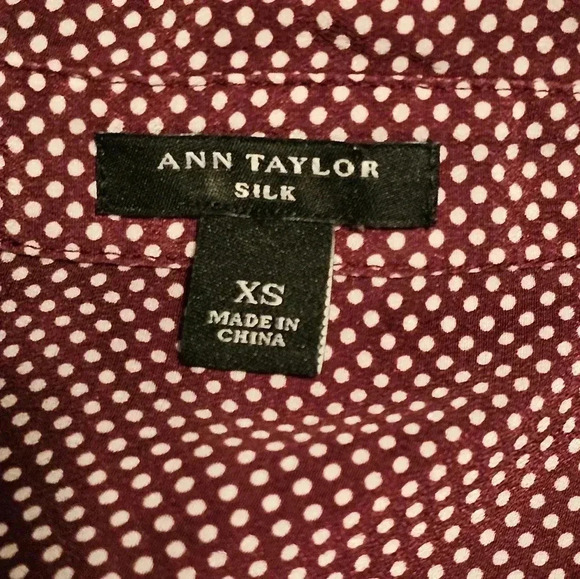 ANN TAYLOR
SILK
XS
MADE IN
CHINA